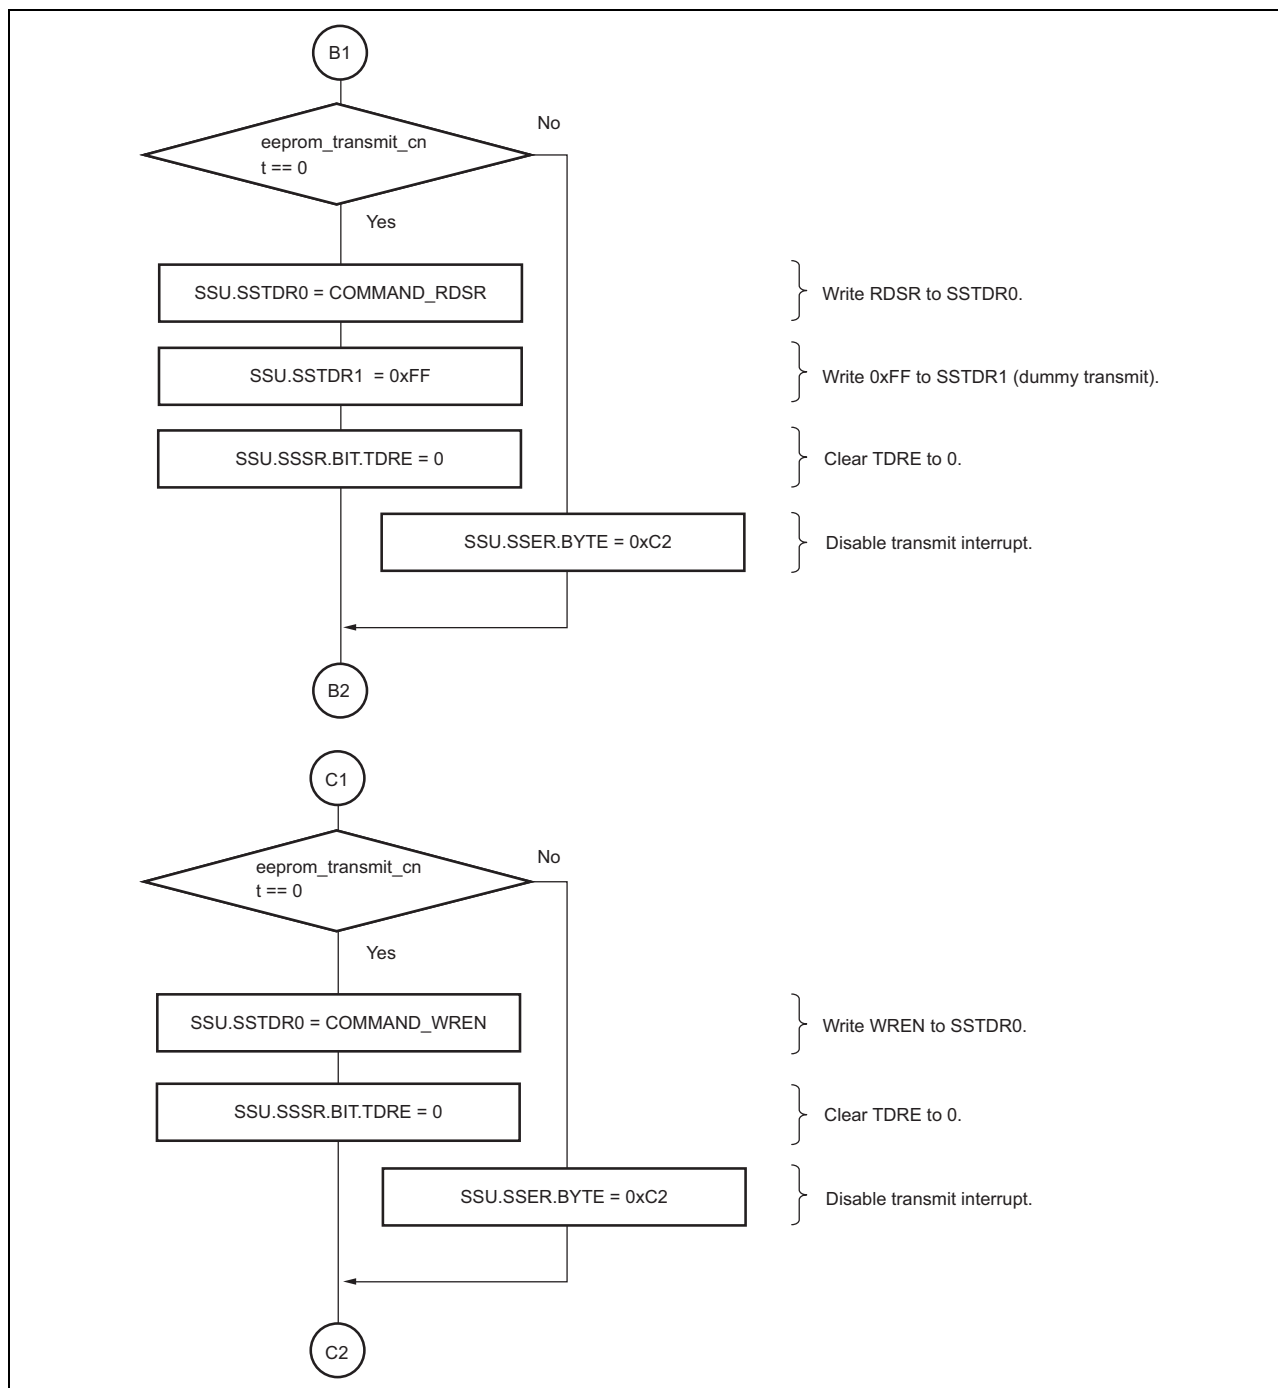 B1
eeprom_transmit_cn
t == 0
No
Yes
SSU.SSTDR0 = COMMAND_RDSR
Write RDSR to SSTDR0.
SSU.SSTDR1 = 0xFF
Write 0xFF to SSTDR1 (dummy transmit).
SSU.SSSR.BIT.TDRE = 0
Clear TDRE to 0.
SSU.SSER.BYTE = 0xC2
Disable transmit interrupt.
B2
C1
eeprom_transmit_cn
t == 0
No
Yes
SSU.SSTDR0 = COMMAND_WREN
Write WREN to SSTDR0.
SSU.SSSR.BIT.TDRE = 0
Clear TDRE to 0.
SSU.SSER.BYTE = 0xC2
Disable transmit interrupt.
C2